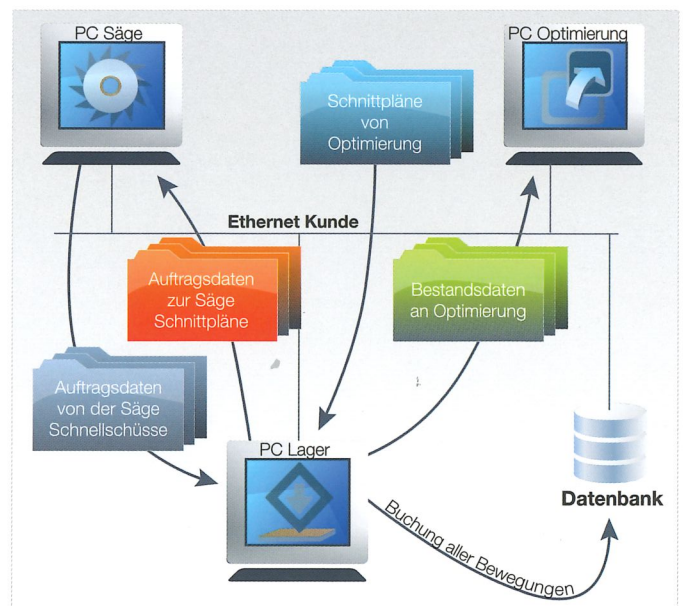 PC Säge
PC Optimierung
Schnittpläne
von
Optimierung
Ethernet Kunde
Auftragsdaten
zur Säge
Schnittpläne
Bestandsdaten
an Optimierung
Auftragsdaten
von der Säge
Schnellschüsse
PC Lager
Datenbank
Buchung aller Bewegungen